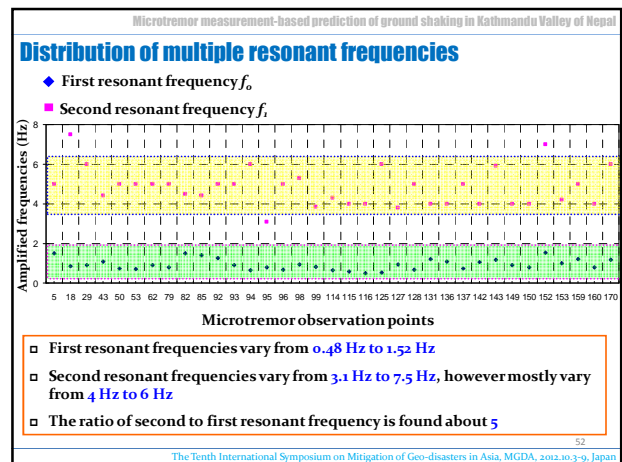 Microtremor measurement-based prediction of ground shaking in Kathmandu Valley of Nepal
Distribution of multiple resonant frequencies
First resonant frequency f₀
Second resonant frequency f₁
Amplified frequencies (Hz)
8
6
4
2
0
5 18 29 43 50 53 62 79 82 85 92 93 94 95 96 98 99 114 115 116 125 127 128 131 136 137 142 143 149 150 152 153 159 160 170
Microtremor observation points
First resonant frequencies vary from 0.48 Hz to 1.52 Hz
Second resonant frequencies vary from 3.1 Hz to 7.5 Hz, however mostly vary
from 4 Hz to 6 Hz
The ratio of second to first resonant frequency is found about 5
52
The Tenth International Symposium on Mitigation of Geo-disasters in Asia, MGDA, 2012.10.3-9, Japan